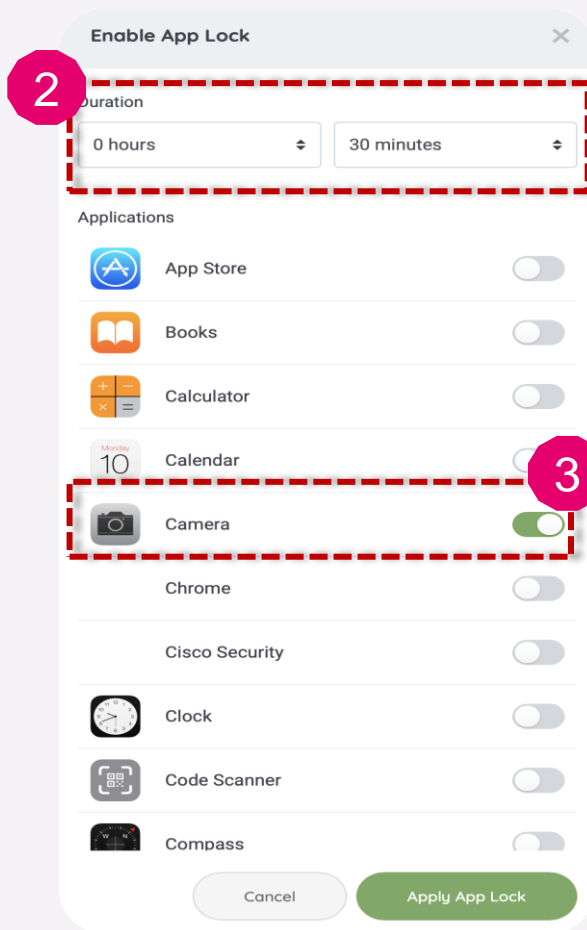 Enable App Lock
2
Duration
0 hours
30 minutes
Applications
App Store
Books
Calculator
Monday
10
Calendar
3
Camera
Chrome
Cisco Security
Clock
Code Scanner
W N
Compass
Cancel
Apply App Lock